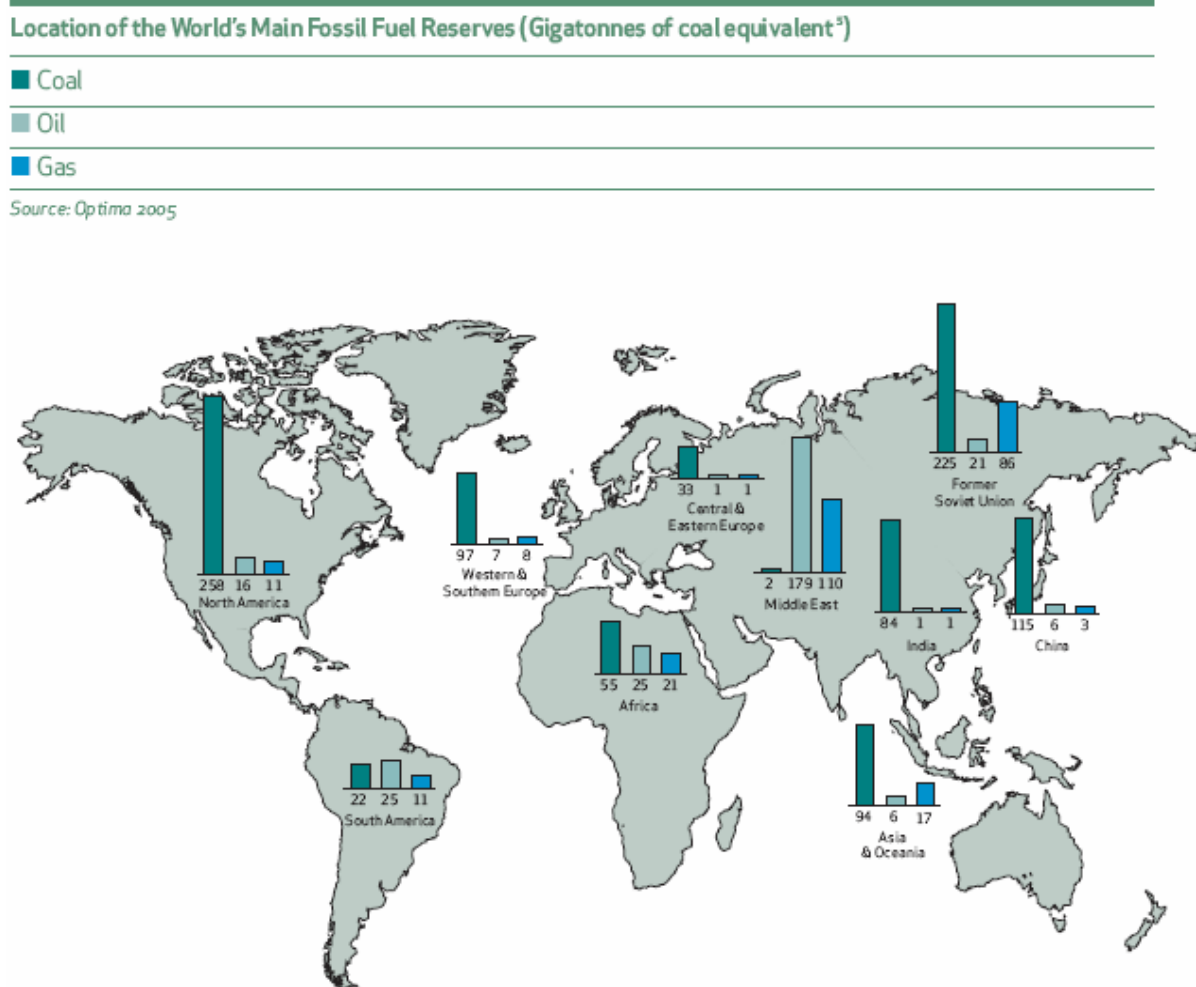 Location of the World's Main Fossil Fuel Reserves (Gigatonnes of coal equivalent⁵)
Coal
Oil
Gas
Source: Optima 2005
225 21 86
Former
Soviet Union
33 1 1
Central &
Eastern Europe
97 7 8
Western &
Southern Europe
258 16 11
North America
2 179 110
Middle East
84 1 1
India
115 6 3
China
55 25 21
Africa
22 25 11
South America
94 6 17
Asia
& Oceania